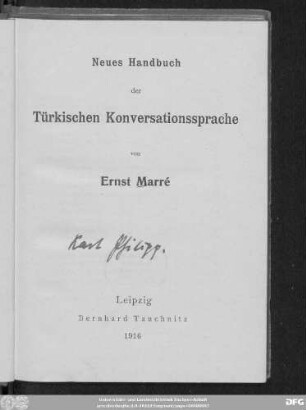 Neues Handbuch
der
Türkischen Konversationssprache
von
Ernst Marré
Karl Philipp.
Leipzig
Bernhard Tauchnitz
1916
DFG